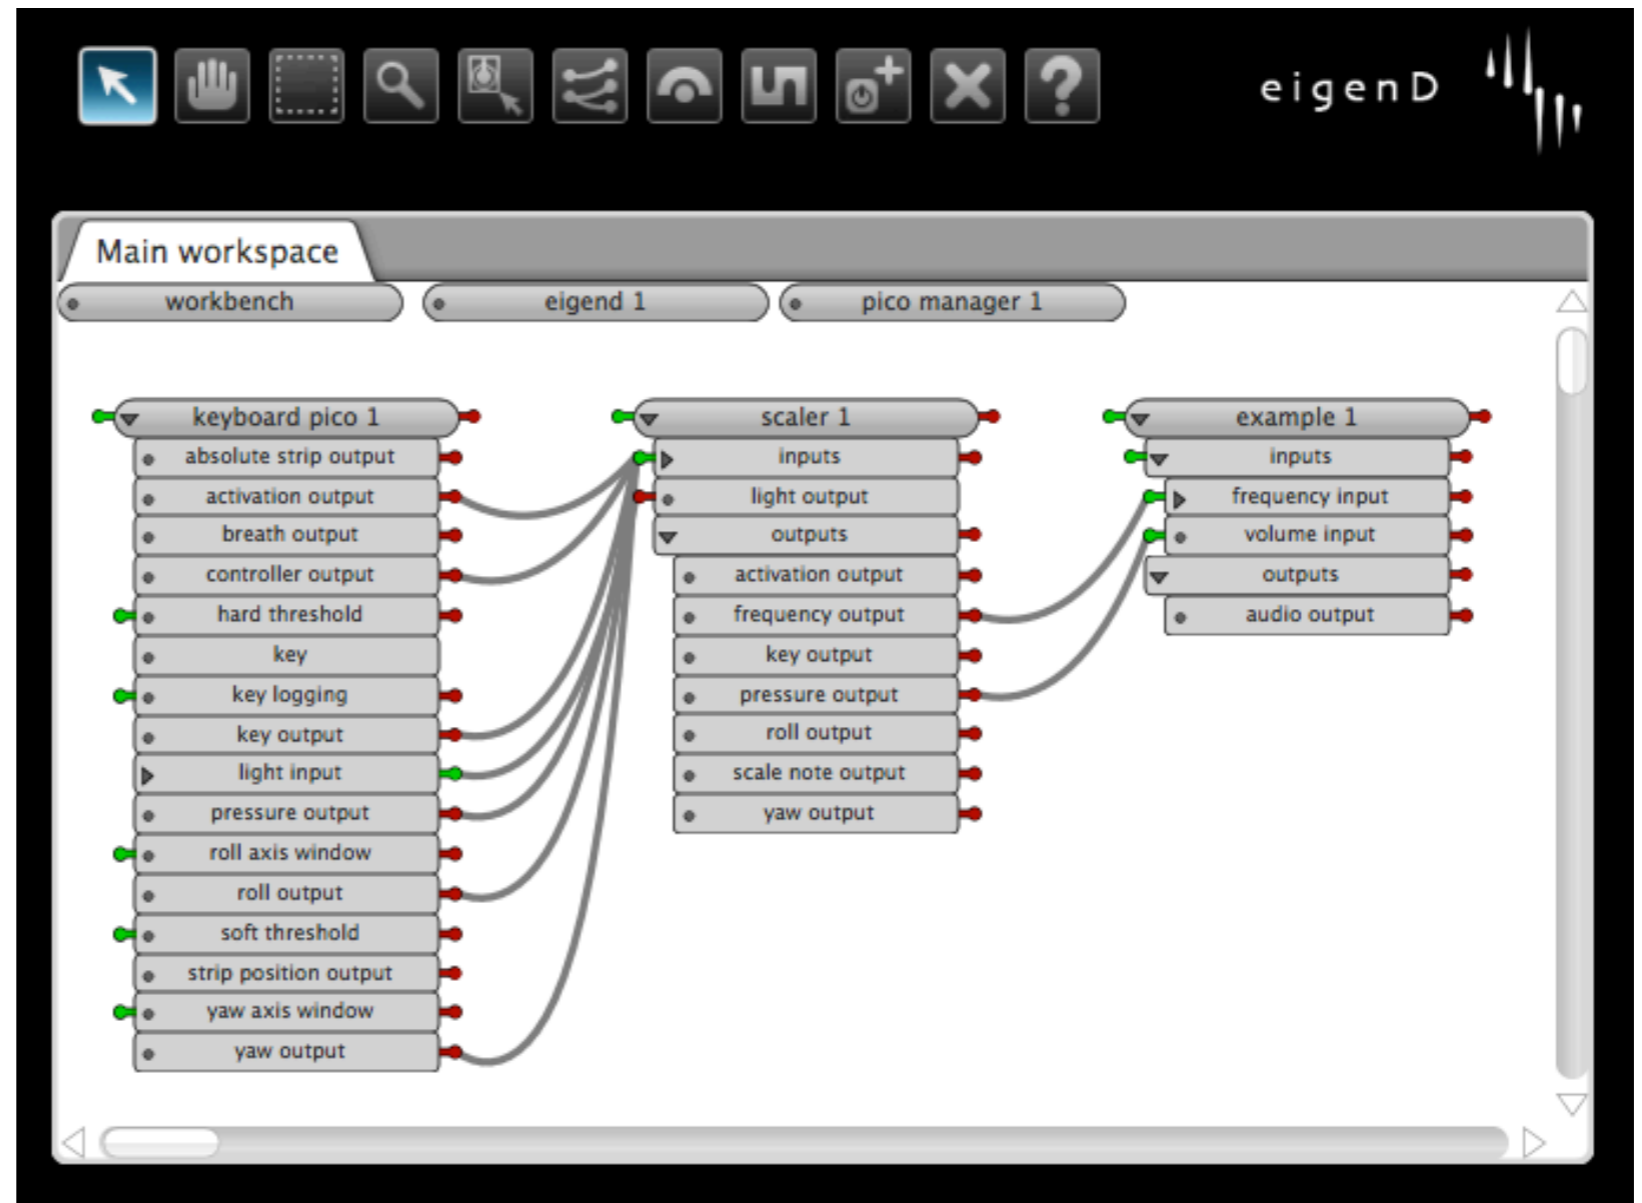 eigenD
Main workspace
workbench
eigend 1
pico manager 1
keyboard pico 1
absolute strip output
activation output
breath output
controller output
hard threshold
key
key logging
key output
light input
pressure output
roll axis window
roll output
soft threshold
strip position output
yaw axis window
yaw output
scaler 1
inputs
light output
outputs
activation output
frequency output
key output
pressure output
roll output
scale note output
yaw output
example 1
inputs
frequency input
volume input
outputs
audio output